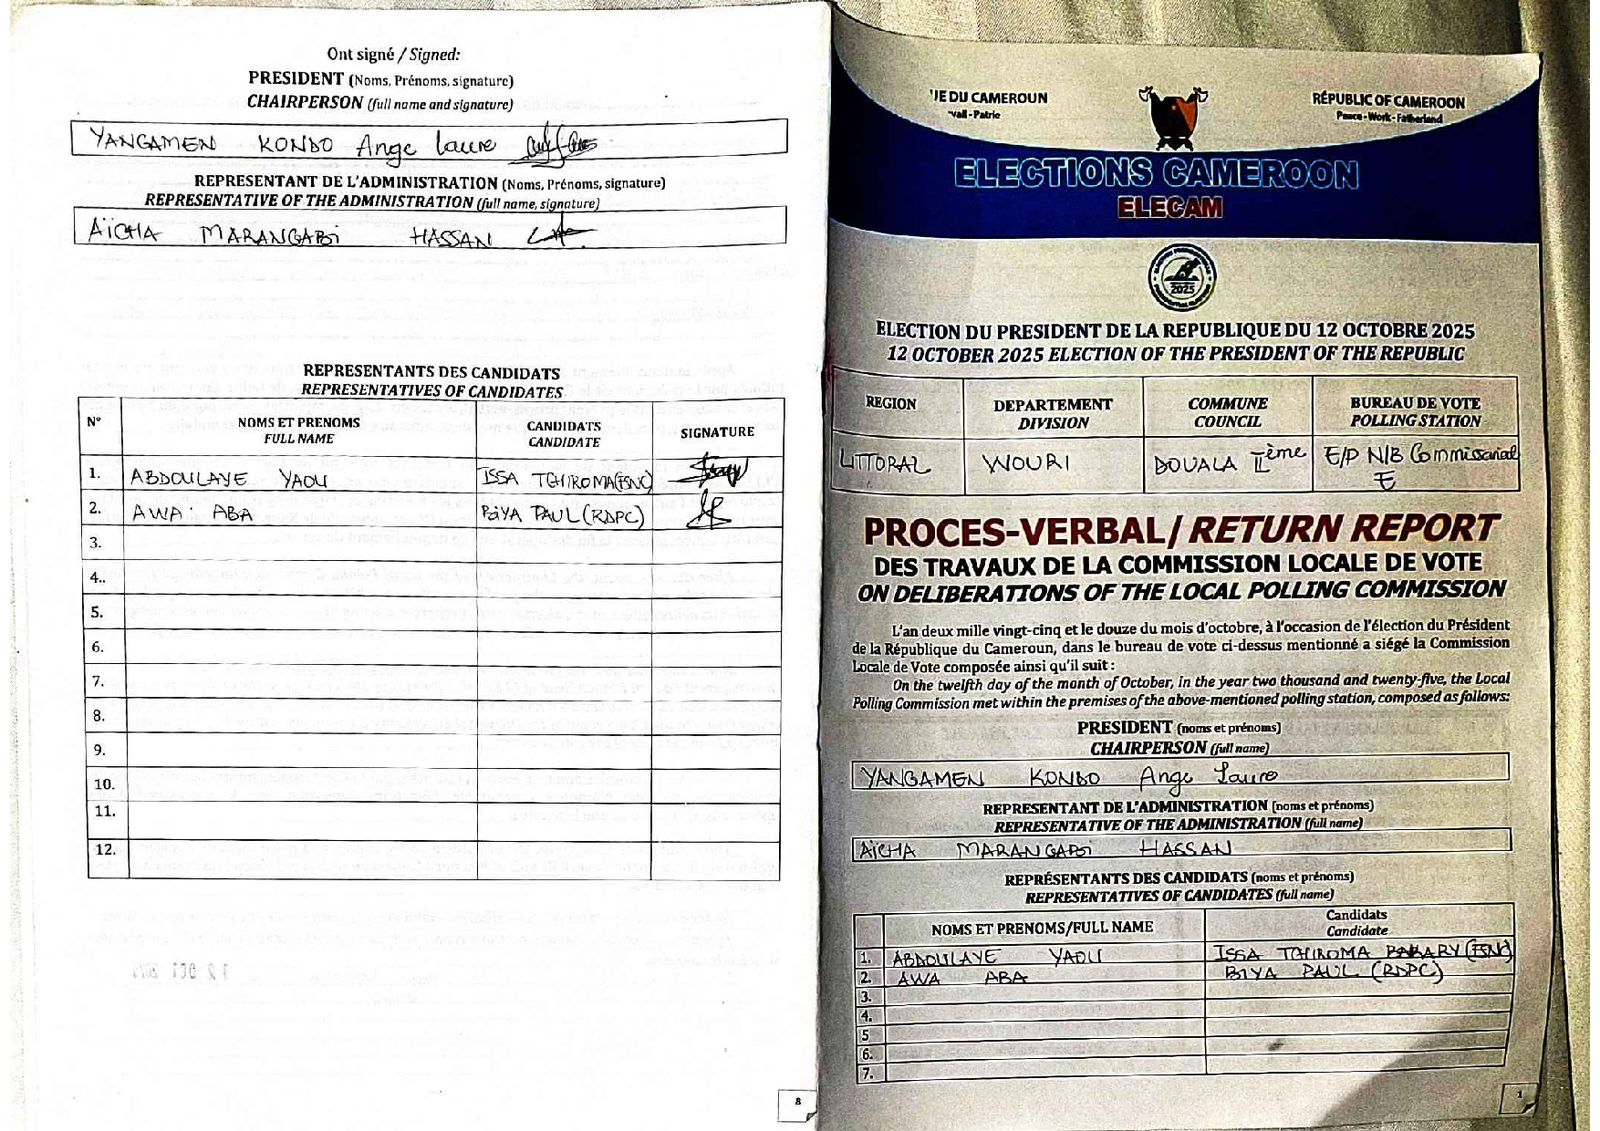 Ont signé / Signed:
PRESIDENT (Noms, Prénoms, signature)
CHAIRPERSON (full name and signature)
YANGAMEN KONDO Ange Laure
REPRESENTANT DE L'ADMINISTRATION (Noms, Prénoms, signature)
REPRESENTATIVE OF THE ADMINISTRATION (full name, signature)
AÏCHA MARANGABI HASSAN
REPRESENTANTS DES CANDIDATS
REPRESENTATIVES OF CANDIDATES
N° NOMS ET PRENOMS CANDIDATS SIGNATURE
FULL NAME CANDIDATE
1. ABDOULAYE YAOU ISSA TCHIROMA (FSNC)
2. AWA ABA BIYA PAUL (RDPC)
3.
4..
5.
6.
7.
8.
9.
10.
11.
12.
8
UE DU CAMEROUN
vail - Patrie
RÉPUBLIC OF CAMEROON
Peace - Work - Fatherland
ELECTIONS CAMEROON
ELECAM
2025
ELECTION DU PRESIDENT DE LA REPUBLIQUE DU 12 OCTOBRE 2025
12 OCTOBER 2025 ELECTION OF THE PRESIDENT OF THE REPUBLIC
REGION DEPARTEMENT COMMUNE BUREAU DE VOTE
DIVISION COUNCIL POLLING STATION
LITTORAL WOURI DOUALA IIème E/P N/B Commissariat
E
PROCES-VERBAL/ RETURN REPORT
DES TRAVAUX DE LA COMMISSION LOCALE DE VOTE
ON DELIBERATIONS OF THE LOCAL POLLING COMMISSION
L'an deux mille vingt-cinq et le douze du mois d'octobre, à l'occasion de l'élection du Président
de la République du Cameroun, dans le bureau de vote ci-dessus mentionné a siégé la Commission
Locale de Vote composée ainsi qu'il suit :
On the twelfth day of the month of October, in the year two thousand and twenty-five, the Local
Polling Commission met within the premises of the above-mentioned polling station, composed as follows:
PRESIDENT (noms et prénoms)
CHAIRPERSON (full name)
YANGAMEN KONDO Ange Laure
REPRESENTANT DE L'ADMINISTRATION (noms et prénoms)
REPRESENTATIVE OF THE ADMINISTRATION (full name)
AÏCHA MARANGABI HASSAN
REPRÉSENTANTS DES CANDIDATS (noms et prénoms)
REPRESENTATIVES OF CANDIDATES (full name)
NOMS ET PRENOMS/FULL NAME Candidats
Candidate
1. ABDOULAYE YAOU ISSA TCHIROMA BAKARY (FSNC)
2. AWA ABA BIYA PAUL (RDPC)
3.
4.
5
6.
7.
1